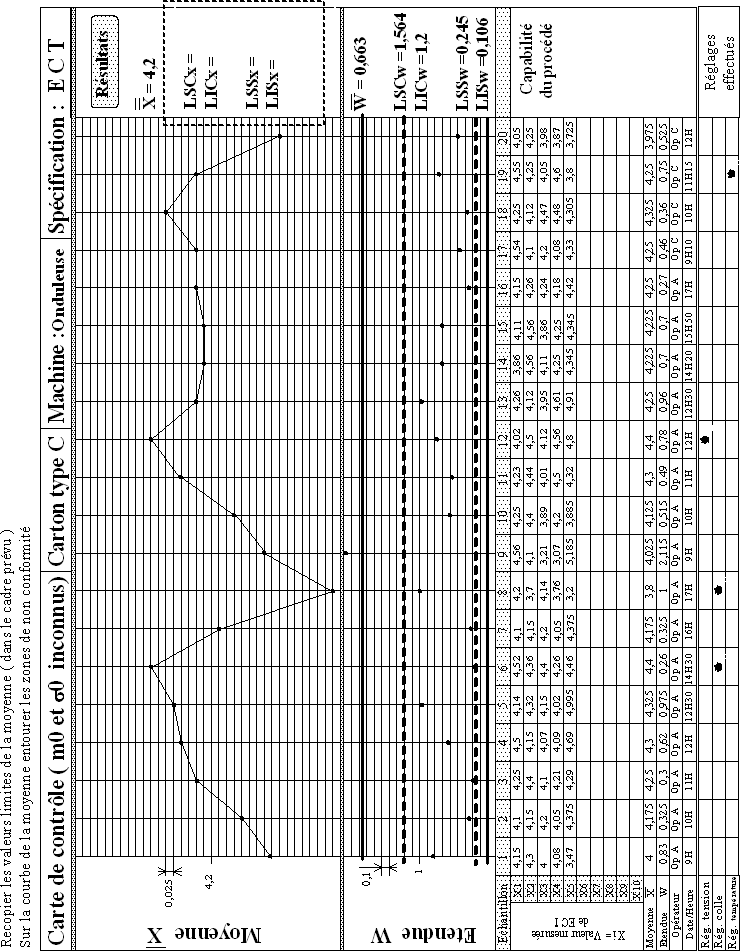 Recopier les valeurs limites de la moyenne ( dans le cadre prévu )
Sur la courbe de la moyenne entourer les zones de non conformité
Carte de contrôle ( m0 et σ0 inconnus) Carton type C Machine :Onduleuse Spécification : E C T
Moyenne X
0,025
4,2
Résultats
X = 4,2
LSCx =
LICx =
LSSx=
LISx=
Etendue W
0,1
1
W = 0,663
LSCw =1,564
LICw =1,2
LSSw =0,245
LISw =0,106
Capabilité
du procédé
Echantillon 1 2 3 4 5 6 7 8 9 10 11 12 13 14 15 16 17 18 19 20
Xi= Valeur mesurée
de ECT
X1 4,15 4,1 4,25 4,5 4,14 4,52 4,1 4,2 4,56 4,25 4,23 4,02 4,26 3,86 4,11 4,15 4,54 4,25 4,55 4,05
X2 4,3 4,15 4,4 4,15 4,32 4,36 4,15 3,7 4,1 4,4 4,44 4,5 4,12 4,56 4,56 4,26 4,1 4,12 4,25 4,25
X3 4 4,2 4,1 4,07 4,15 4,4 4,2 4,14 3,21 3,89 4,01 4,12 3,95 4,11 3,86 4,24 4,2 4,47 4,05 3,98
X4 4,08 4,05 4,21 4,09 4,02 4,26 4,05 3,76 3,07 4,2 4,5 4,56 4,61 4,25 4,25 4,18 4,08 4,48 4,6 3,87
X5 3,47 4,375 4,29 4,69 4,995 4,46 4,375 3,2 5,185 3,885 4,32 4,8 4,91 4,345 4,345 4,42 4,33 4,305 3,8 3,725
X6
X7
X8
X9
X10
Moyenne X 4 4,175 4,25 4,3 4,325 4,4 4,175 3,8 4,025 4,125 4,3 4,4 4,25 4,225 4,225 4,25 4,25 4,325 4,25 3,975
Etendue W 0,83 0,325 0,3 0,62 0,975 0,26 0,325 1 2,115 0,515 0,49 0,78 0,96 0,7 0,7 0,27 0,46 0,36 0,75 0,525
Opérateur Op A Op A Op A Op A Op A Op A Op A Op A Op A Op A Op A Op A Op A Op A Op A Op A Op C Op C Op C Op C
Date/Heure 9H 10H 11H 12H 12H30 14H30 16H 17H 9H 10H 11H 12H 12H30 14H20 15H50 17H 9H10 10H 11H15 12H
Rég. tension
Rég. colle
Rég. température
Réglages
effectués